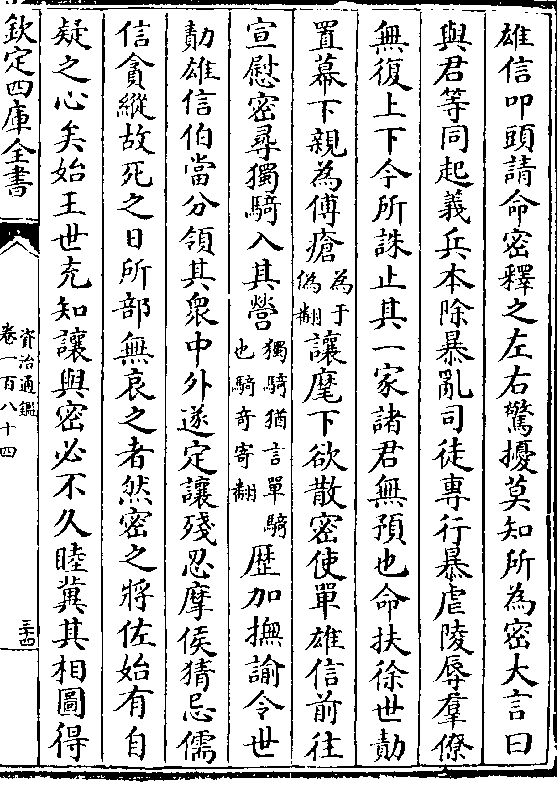 雄信叩頭請命密釋之左右驚擾莫知所為密大言曰
與君等同起義兵本除暴亂司徒專行暴虐陵辱羣僚
無復上下今所誅止其一家諸君無預也命扶徐世勣
置幕下親為傅瘡為于偽翻讓麾下欲散密使單雄信前往
宣慰密尋獨騎入其營獨騎猶言單騎也騎奇寄翻歴加撫諭令世
勣雄信伯當分領其衆中外遂定讓殘忍摩侯猜忌儒
信貪縱故死之日所部無哀之者然密之將佐始有自
疑之心矣始王世充知讓與密必不久睦兾其相圖得
欽定四庫全書
資治通鑑
卷一百八十四
三十四